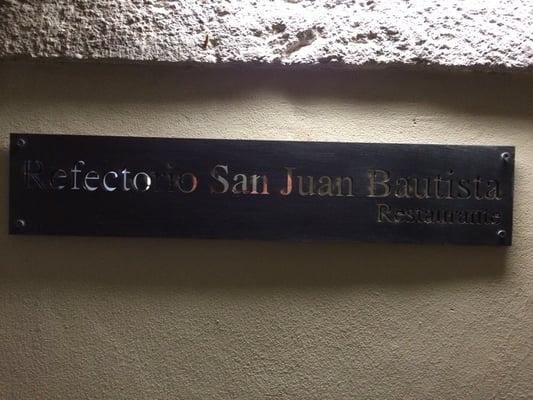 Refectorio San Juan Bautista
Restaurante